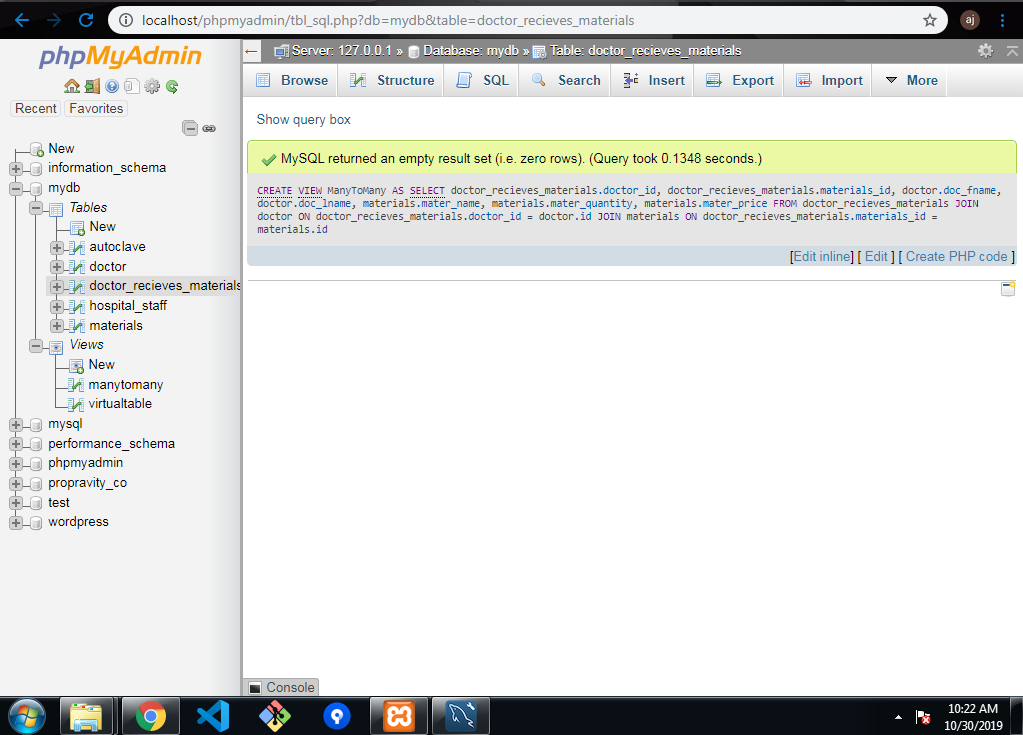 localhost/phpmyadmin/tbl_sql.php?db=mydb&table=doctor_recieves_materials
aj
phpMyAdmin
Recent Favorites
New
information_schema
mydb
Tables
New
autoclave
doctor
doctor_recieves_materials
hospital_staff
materials
Views
New
manytomany
virtualtable
mysql
performance_schema
phpmyadmin
propravity_co
test
wordpress
Server: 127.0.0.1 » Database: mydb » Table: doctor_recieves_materials
Browse Structure SQL Search Insert Export Import More
Show query box
MySQL returned an empty result set (i.e. zero rows). (Query took 0.1348 seconds.)
CREATE VIEW ManyToMany AS SELECT doctor_recieves_materials.doctor_id, doctor_recieves_materials.materials_id, doctor.doc_fname,
doctor.doc_lname, materials.mater_name, materials.mater_quantity, materials.mater_price FROM doctor_recieves_materials JOIN
doctor ON doctor_recieves_materials.doctor_id = doctor.id JOIN materials ON doctor_recieves_materials.materials_id =
materials.id
[Edit inline] [ Edit ] [ Create PHP code ]
Console
10:22 AM
10/30/2019